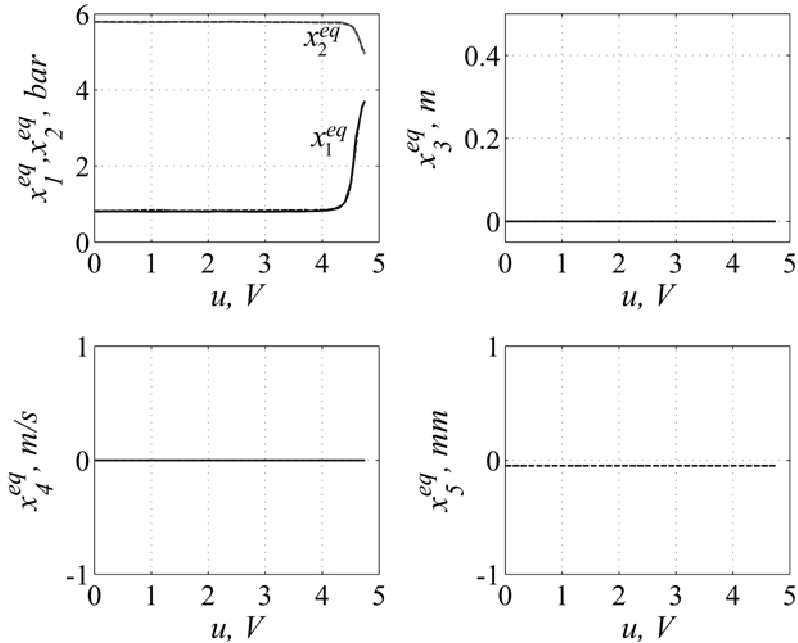 6
4
2
0
x_2^{eq}
x_1^{eq}
x_1^{eq},x_2^{eq}, bar
0 1 2 3 4 5
u, V
0.4
0.2
0
x_3^{eq}, m
0 1 2 3 4 5
u, V
1
0
-1
x_4^{eq}, m/s
0 1 2 3 4 5
u, V
1
0
-1
x_5^{eq}, mm
0 1 2 3 4 5
u, V